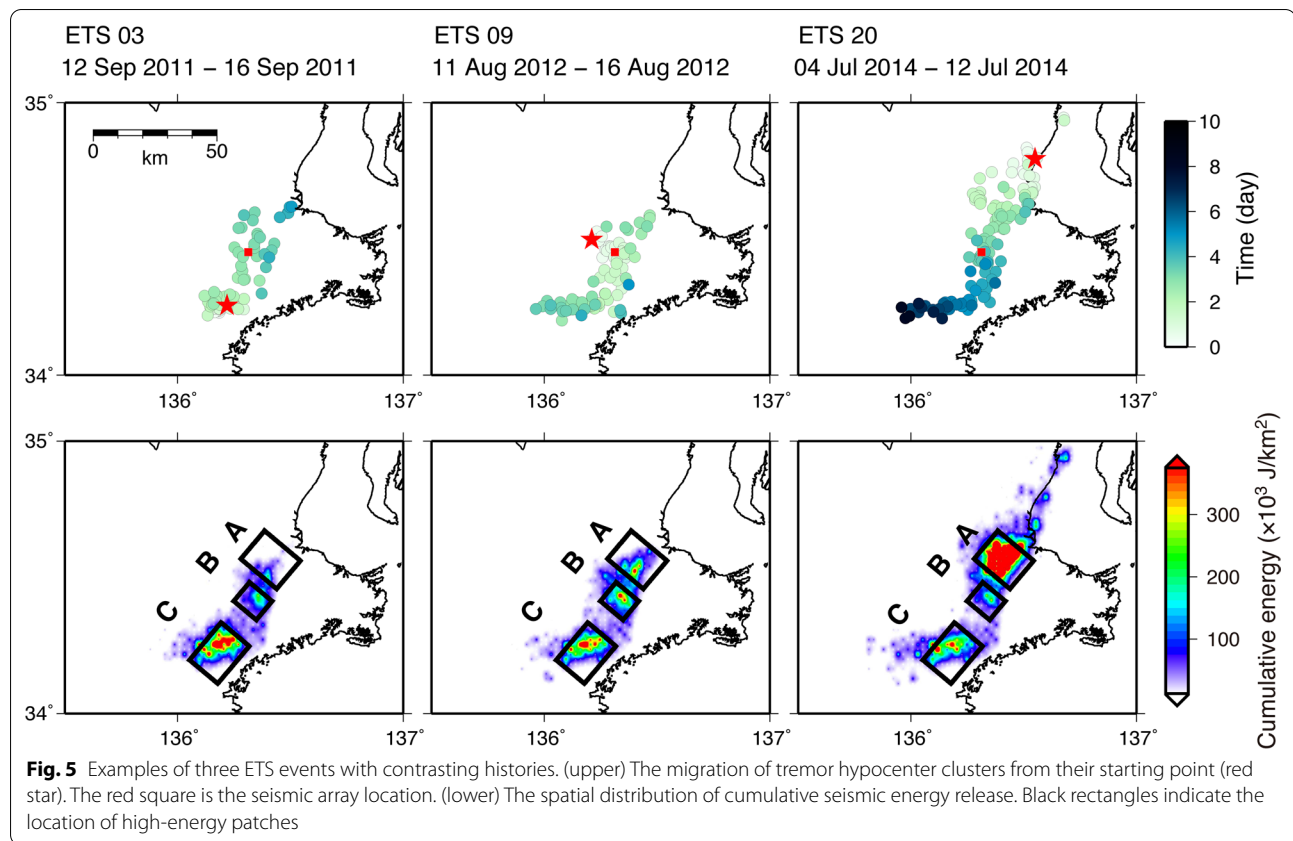 ETS 03
12 Sep 2011 – 16 Sep 2011
ETS 09
11 Aug 2012 – 16 Aug 2012
ETS 20
04 Jul 2014 – 12 Jul 2014
35˚
34˚
0
50
km
136˚
137˚
136˚
137˚
136˚
137˚
10
8
6
4
2
0
Time (day)
35˚
34˚
A
B
C
136˚
137˚
A
B
C
136˚
137˚
A
B
C
136˚
137˚
300
200
100
Cumulative energy (×10³ J/km²)
Fig. 5 Examples of three ETS events with contrasting histories. (upper) The migration of tremor hypocenter clusters from their starting point (red
star). The red square is the seismic array location. (lower) The spatial distribution of cumulative seismic energy release. Black rectangles indicate the
location of high-energy patches